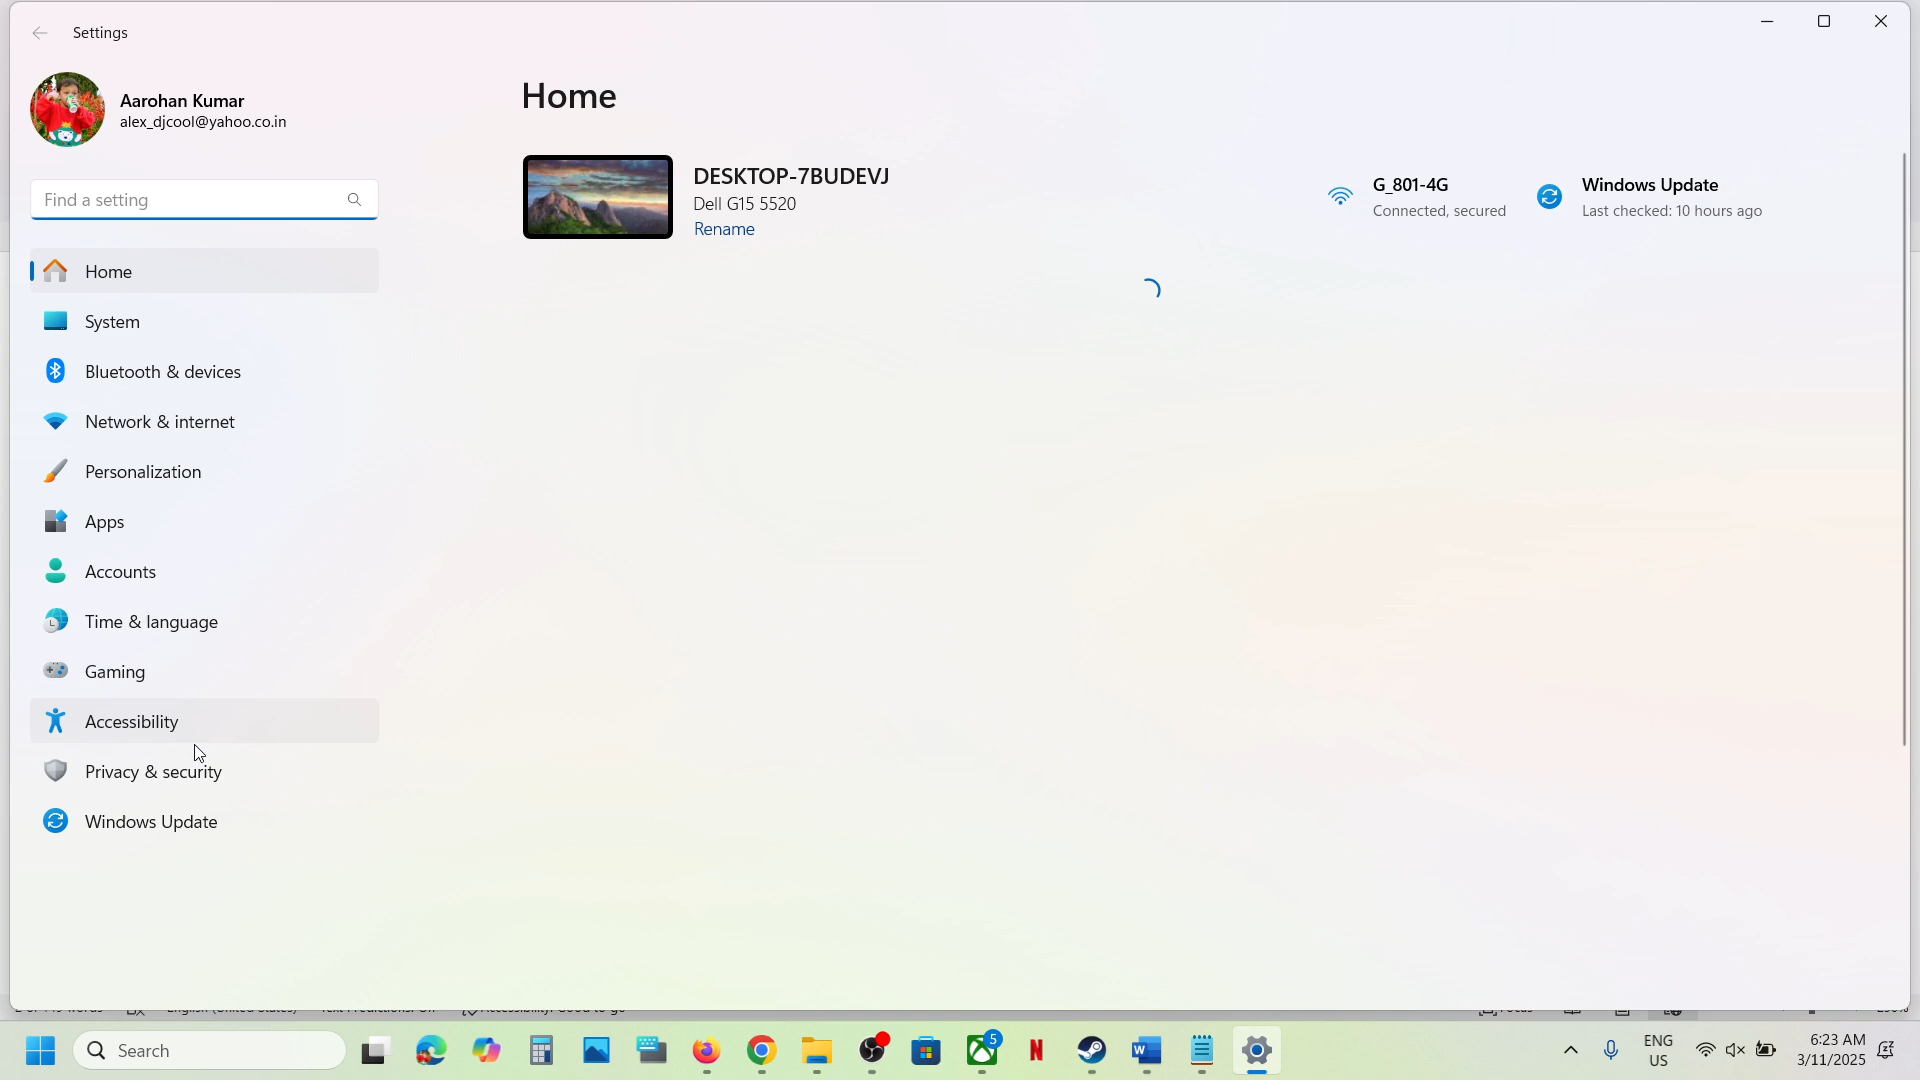 Settings
Aarohan Kumar
alex_djcool@yahoo.co.in
Find a setting
Home
System
Bluetooth & devices
Network & internet
Personalization
Apps
Accounts
Time & language
Gaming
Accessibility
Privacy & security
Windows Update
Home
DESKTOP-7BUDEVJ
Dell G15 5520
Rename
G_801-4G
Connected, secured
Windows Update
Last checked: 10 hours ago
Search
5
N
W
ENG
US
6:23 AM
3/11/2025